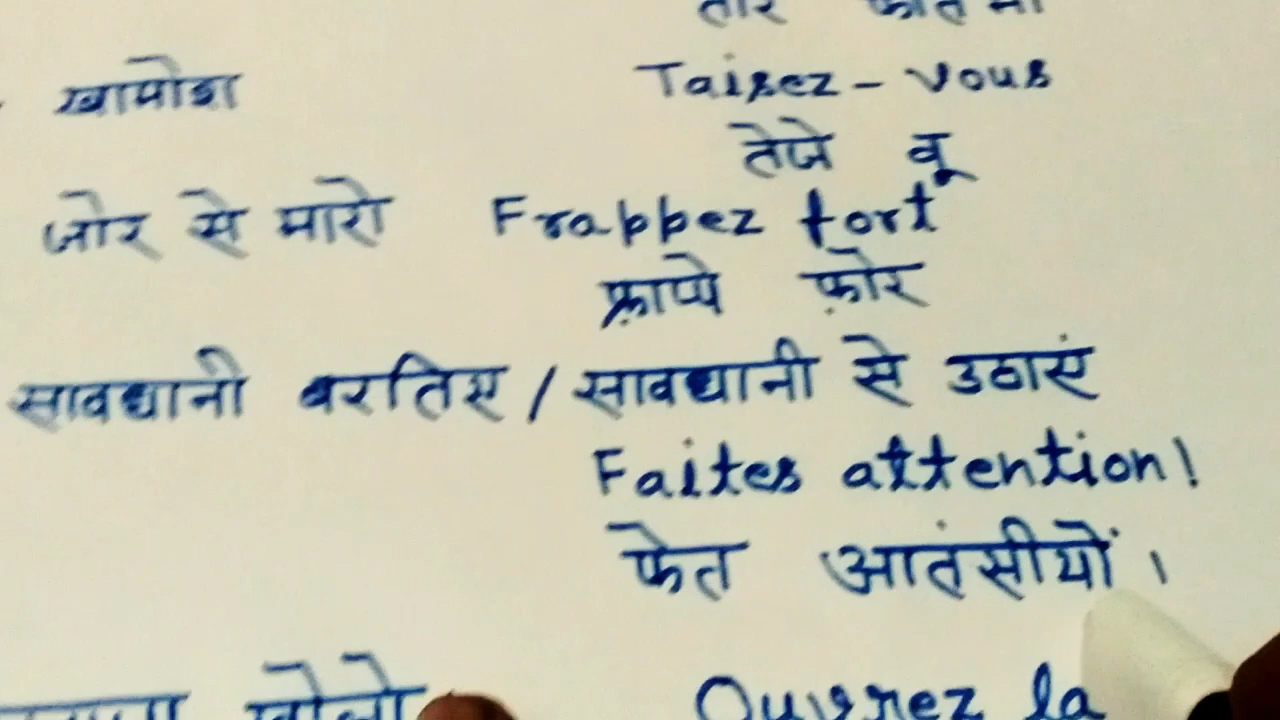 खामोश Taisez - vous
तेजे वू
जोर से मारो Frappez fort
फ़्राप्पे फ़ोर
सावधानी बरतिए / सावधानी से उठाएं
Faites attention!
फेत आतंसीयों ।
खोलो Ouvrez la